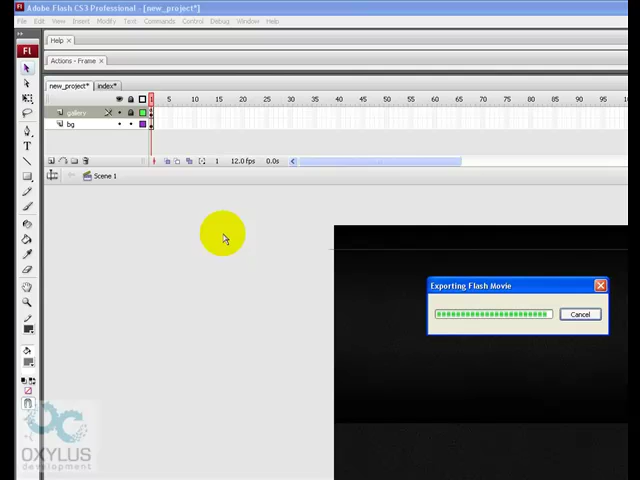 Adobe Flash CS3 Professional - [new_project*]
File Edit View Insert Modify Text Commands Control Debug Window Help
Help ×
Actions - Frame ×
new_project* index*
1 5 10 15 20 25 30 35 40 45 50 55 60 65 70 75 80 85 90 95
gallery
bg
1 12.0 fps 0.0s
Scene 1
Exporting Flash Movie
Cancel
Fl
T
OXYLUS
development